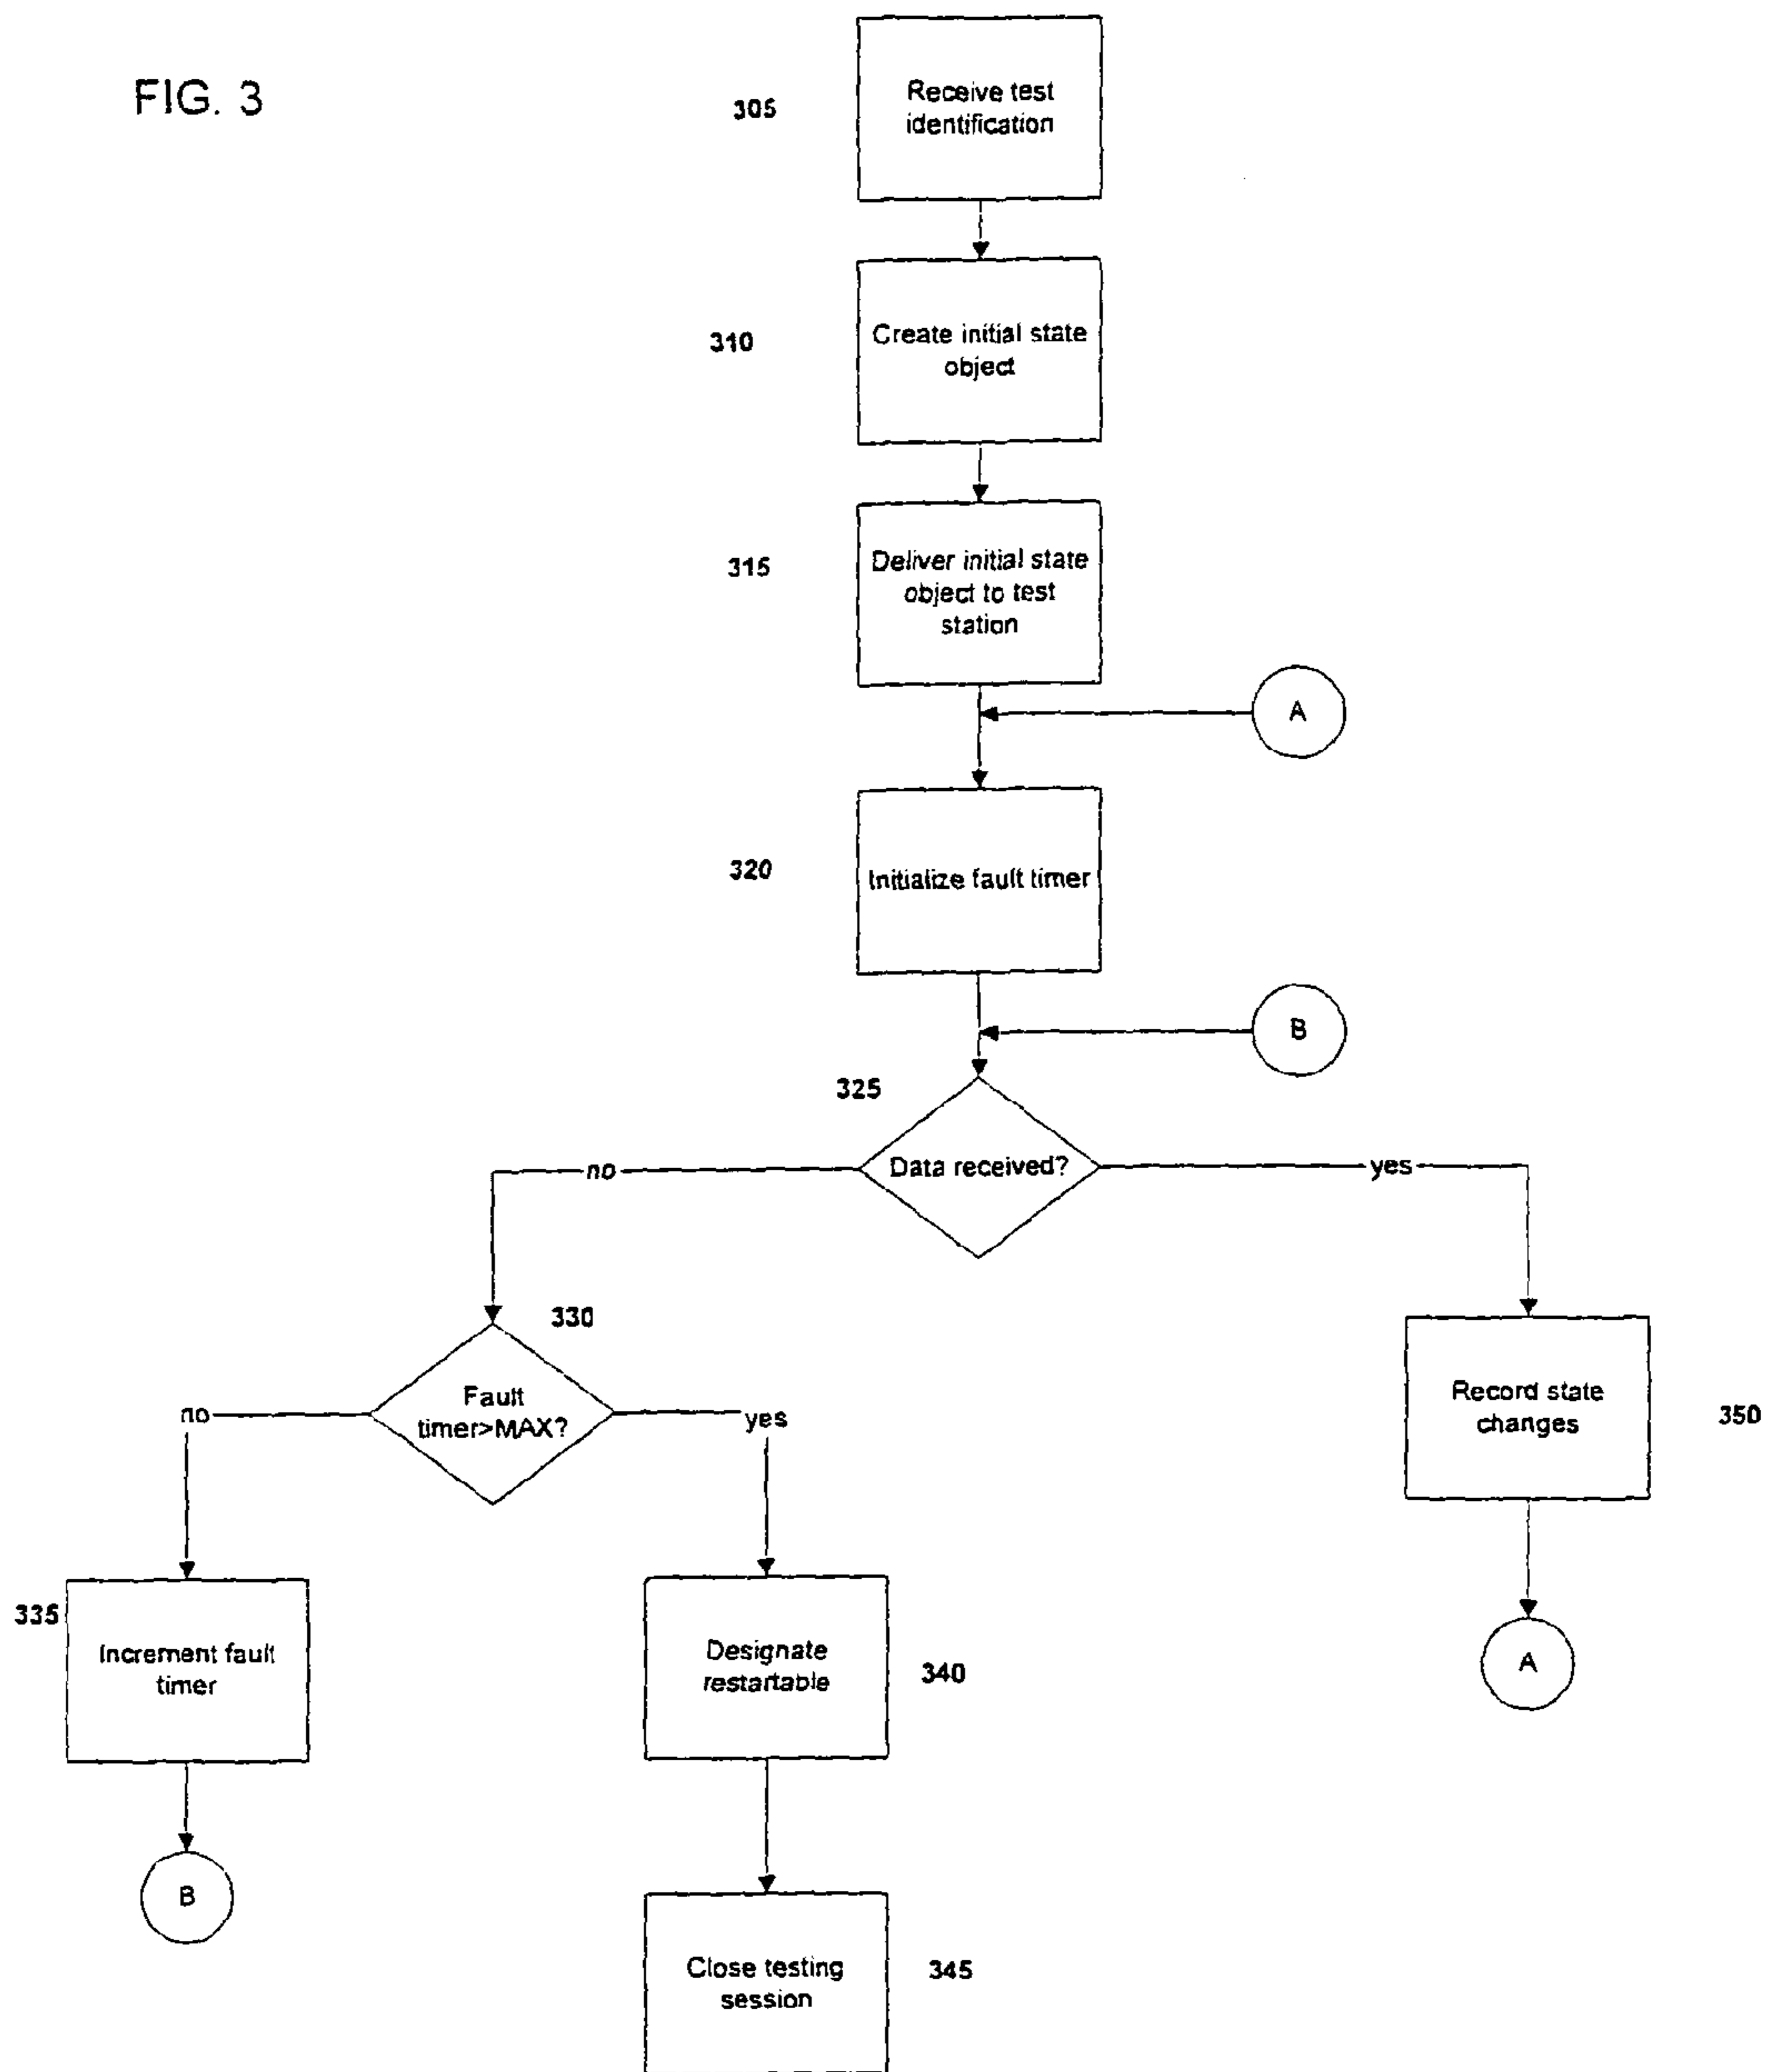 FIG. 3
305
Receive test
identification
310
Create initial state
object
315
Deliver initial state
object to test
station
A
320
Initialize fault timer
B
325
Data received?
no
yes
330
Fault
timer>MAX?
no
yes
Record state
changes
350
335
Increment fault
timer
Designate
restartable
340
A
B
Close testing
session
345